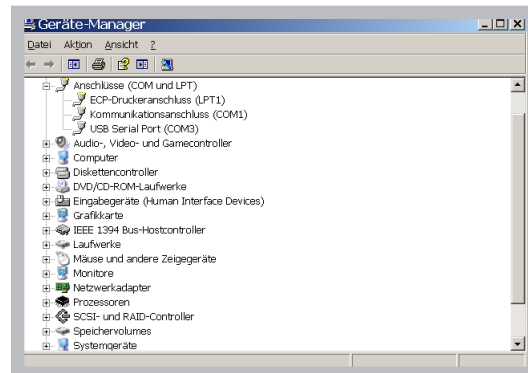 Geräte-Manager
Datei Aktion Ansicht ?
Anschlüsse (COM und LPT)
ECP-Druckeranschluss (LPT1)
Kommunikationsanschluss (COM1)
USB Serial Port (COM3)
Audio-, Video- und Gamecontroller
Computer
Diskettencontroller
DVD/CD-ROM-Laufwerke
Eingabegeräte (Human Interface Devices)
Grafikkarte
IEEE 1394 Bus-Hostcontroller
Laufwerke
Mäuse und andere Zeigegeräte
Monitore
Netzwerkadapter
Prozessoren
SCSI- und RAID-Controller
Speichervolumes
Systemgeräte